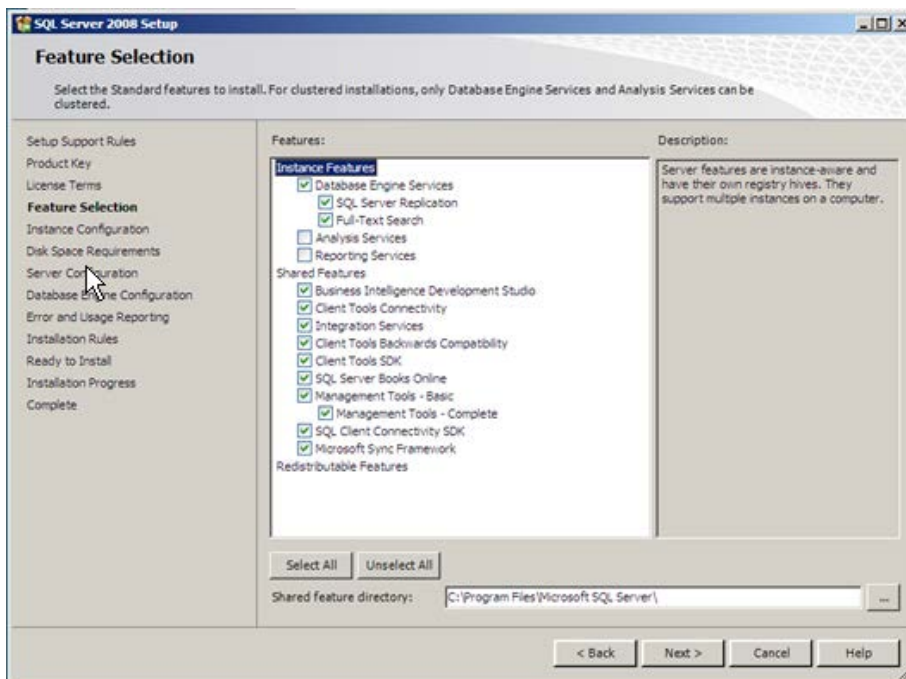 SQL Server 2008 Setup
Feature Selection
Select the Standard features to install. For clustered installations, only Database Engine Services and Analysis Services can be
clustered.
Setup Support Rules
Product Key
License Terms
Feature Selection
Instance Configuration
Disk Space Requirements
Server Configuration
Database Engine Configuration
Error and Usage Reporting
Installation Rules
Ready to Install
Installation Progress
Complete
Features:
Instance Features
Database Engine Services
SQL Server Replication
Full-Text Search
Analysis Services
Reporting Services
Shared Features
Business Intelligence Development Studio
Client Tools Connectivity
Integration Services
Client Tools Backwards Compatibility
Client Tools SDK
SQL Server Books Online
Management Tools - Basic
Management Tools - Complete
SQL Client Connectivity SDK
Microsoft Sync Framework
Redistributable Features
Description:
Server features are instance-aware and
have their own registry hives. They
support multiple instances on a computer.
Select All
Unselect All
Shared feature directory:
C:\Program Files\Microsoft SQL Server\
...
< Back
Next >
Cancel
Help